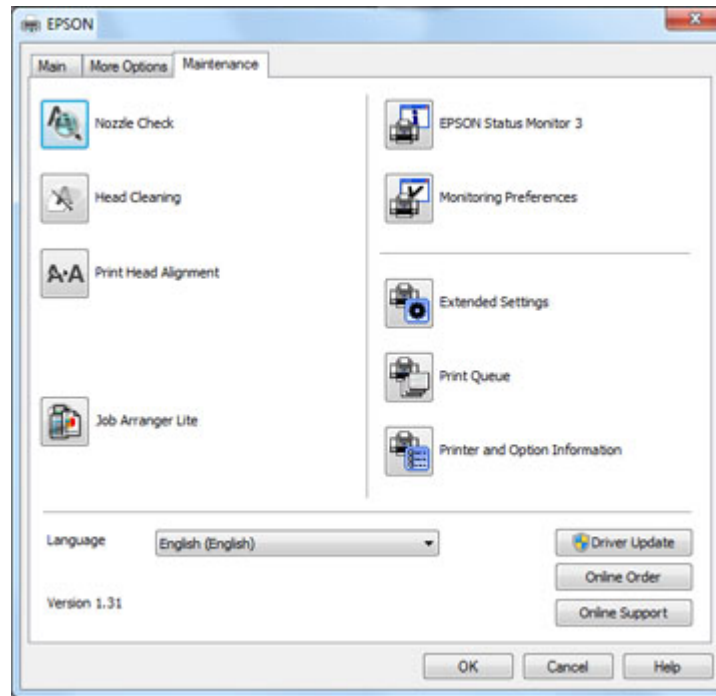 EPSON
Main
More Options
Maintenance
Nozzle Check
Head Cleaning
A·A Print Head Alignment
Job Arranger Lite
EPSON Status Monitor 3
Monitoring Preferences
Extended Settings
Print Queue
Printer and Option Information
Language
English (English)
Version 1.31
Driver Update
Online Order
Online Support
OK
Cancel
Help